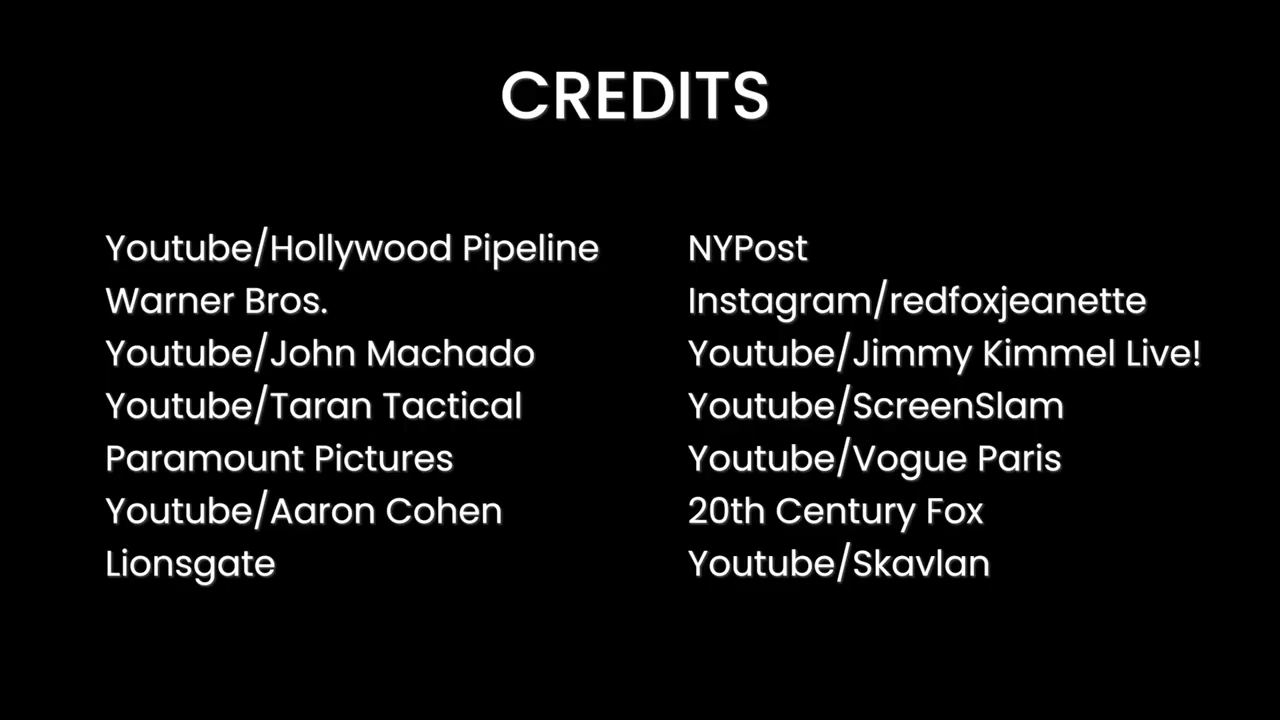 CREDITS
Youtube/Hollywood Pipeline
Warner Bros.
Youtube/John Machado
Youtube/Taran Tactical
Paramount Pictures
Youtube/Aaron Cohen
Lionsgate
NYPost
Instagram/redfoxjeanette
Youtube/Jimmy Kimmel Live!
Youtube/ScreenSlam
Youtube/Vogue Paris
20th Century Fox
Youtube/Skavlan